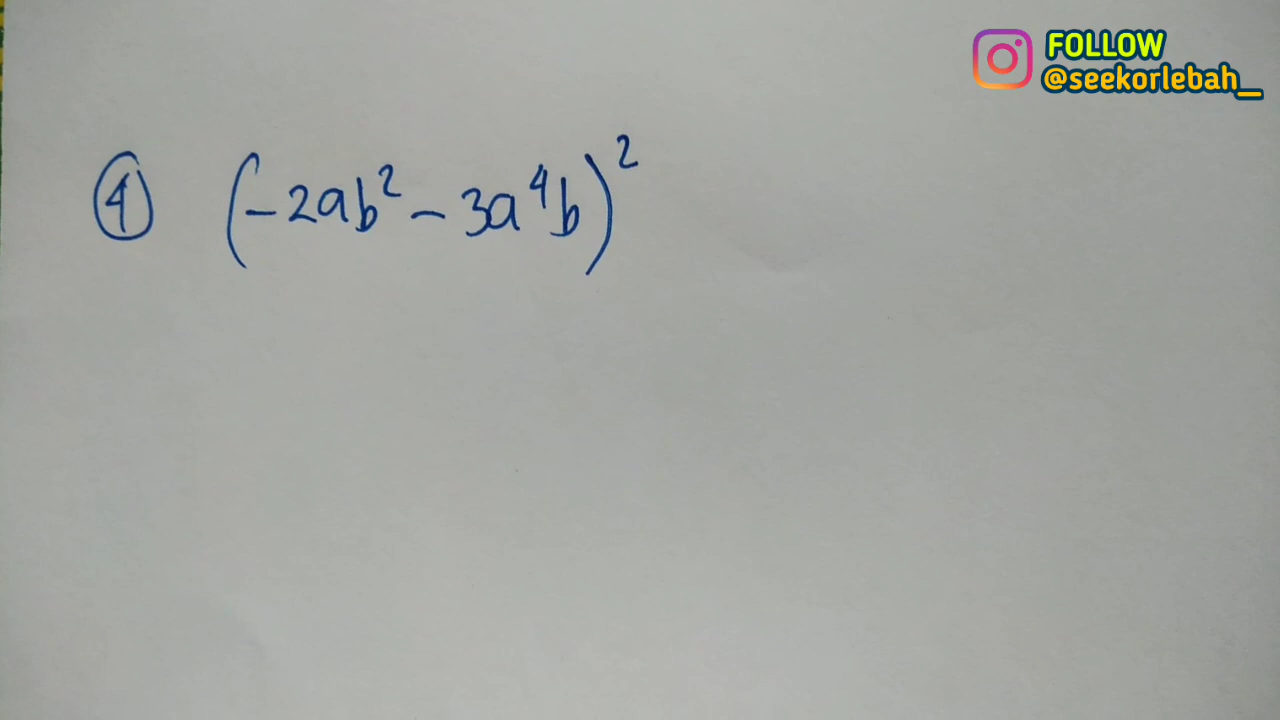 FOLLOW
@seekorlebah_
④ (-2ab² - 3a⁴b)²